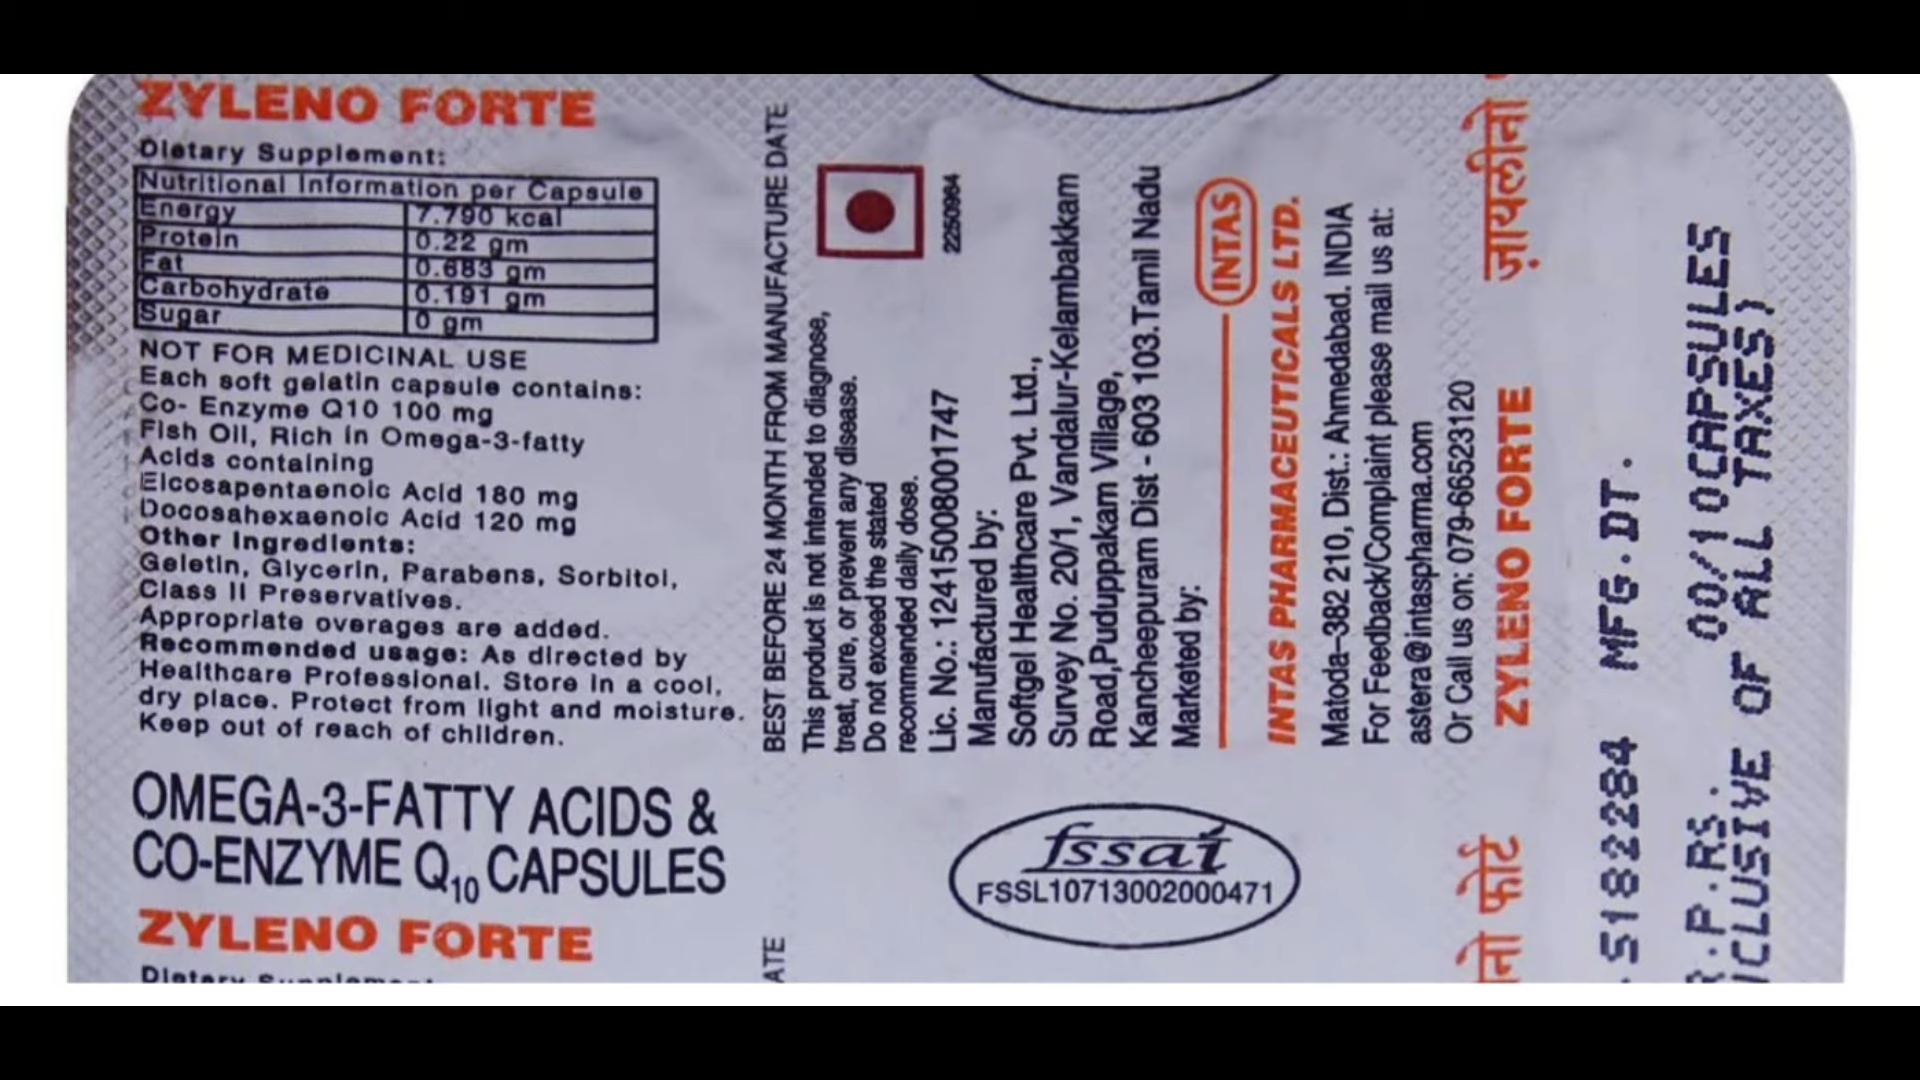 ZYLENO FORTE
Dietary Supplement:
Nutritional Information per Capsule
Energy 7.790 kcal
Protein 0.22 gm
Fat 0.683 gm
Carbohydrate 0.191 gm
Sugar 0 gm
NOT FOR MEDICINAL USE
Each soft gelatin capsule contains:
Co- Enzyme Q10 100 mg
Fish Oil, Rich in Omega-3-fatty
Acids containing
Eicosapentaenoic Acid 180 mg
Docosahexaenoic Acid 120 mg
Other Ingredients:
Geletin, Glycerin, Parabens, Sorbitol,
Class II Preservatives.
Appropriate overages are added.
Recommended usage: As directed by
Healthcare Professional. Store in a cool,
dry place. Protect from light and moisture.
Keep out of reach of children.
OMEGA-3-FATTY ACIDS &
CO-ENZYME Q10 CAPSULES
ZYLENO FORTE
Dietary Supplement
BEST BEFORE 24 MONTH FROM MANUFACTURE DATE
ATE
This product is not intended to diagnose,
treat, cure, or prevent any disease.
Do not exceed the stated
recommended daily dose.
Lic. No.: 12415008001747
2250964
Manufactured by:
Softgel Healthcare Pvt. Ltd.,
Survey No. 20/1, Vandalur-Kelambakkam
Road,Puduppakam Village,
Kancheepuram Dist - 603 103.Tamil Nadu
Marketed by:
INTAS
INTAS PHARMACEUTICALS LTD.
Matoda–382 210, Dist.: Ahmedabad. INDIA
For Feedback/Complaint please mail us at:
astera@intaspharma.com
Or Call us on: 079-66523120
fssai
FSSL10713002000471
ZYLENO FORTE
ज़ायलीनो
नो फोर्ट
5182284 MFG.DT.
.P.RS. 00/10CAPSULES
ICLUSIVE OF ALL TAXES)